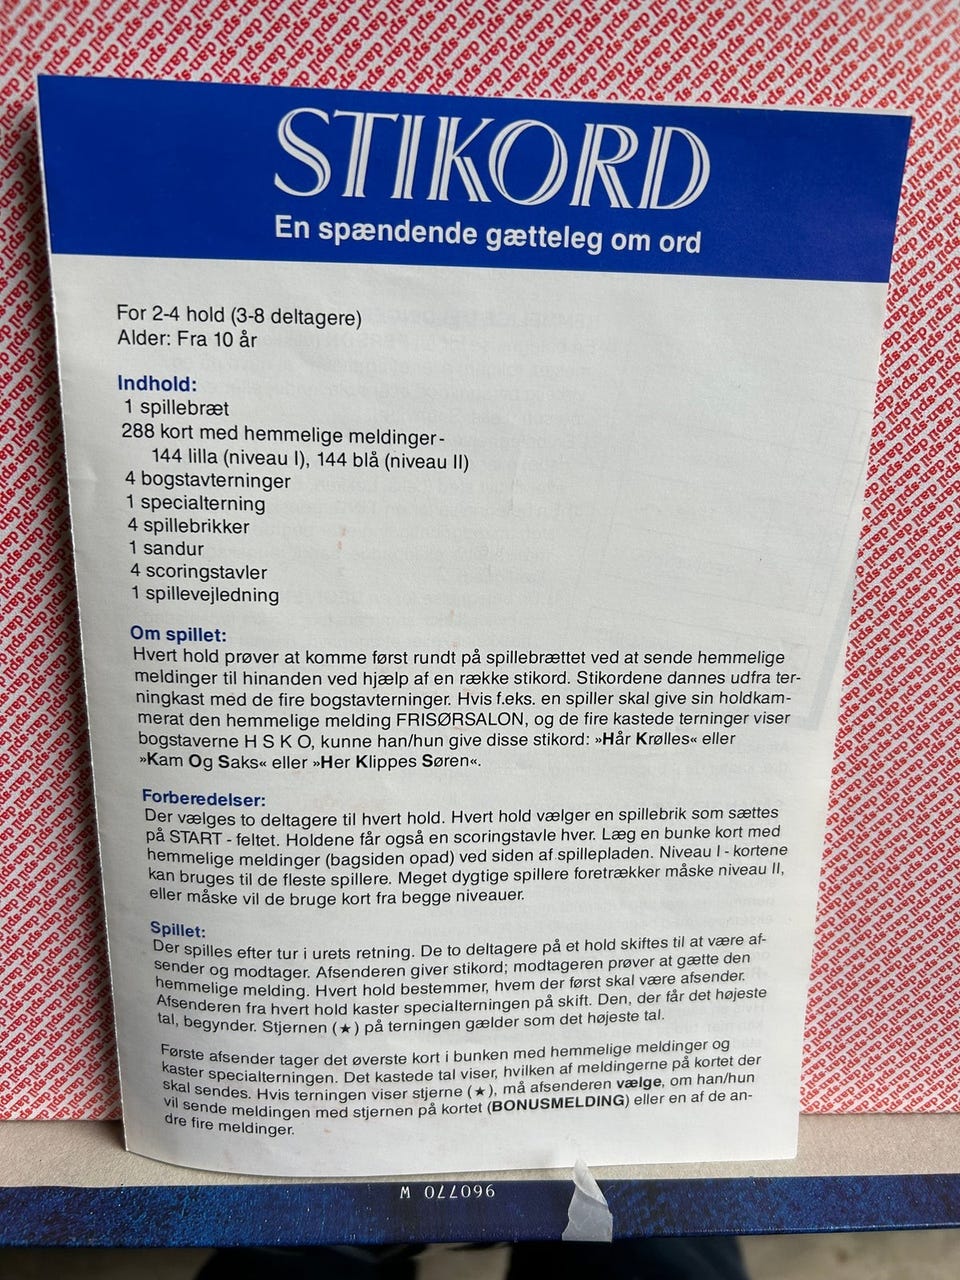 STIKORD
En spændende gætteleg om ord
For 2-4 hold (3-8 deltagere)
Alder: Fra 10 år
Indhold:
1 spillebræt
288 kort med hemmelige meldinger -
144 lilla (niveau I), 144 blå (niveau II)
4 bogstavterninger
1 specialterning
4 spillebrikker
1 sandur
4 scoringstavler
1 spillevejledning
Om spillet:
Hvert hold prøver at komme først rundt på spillebrættet ved at sende hemmelige
meldinger til hinanden ved hjælp af en række stikord. Stikordene dannes udfra ter-
ningkast med de fire bogstavterninger. Hvis f.eks. en spiller skal give sin holdkam-
merat den hemmelige melding FRISØRSALON, og de fire kastede terninger viser
bogstaverne H S K O, kunne han/hun give disse stikord: »Hår Krølles« eller
»Kam Og Saks« eller »Her Klippes Søren«.
Forberedelser:
Der vælges to deltagere til hvert hold. Hvert hold vælger en spillebrik som sættes
på START - feltet. Holdene får også en scoringstavle hver. Læg en bunke kort med
hemmelige meldinger (bagsiden opad) ved siden af spillepladen. Niveau I - kortene
kan bruges til de fleste spillere. Meget dygtige spillere foretrækker måske niveau II,
eller måske vil de bruge kort fra begge niveauer.
Spillet:
Der spilles efter tur i urets retning. De to deltagere på et hold skiftes til at være af-
sender og modtager. Afsenderen giver stikord; modtageren prøver at gætte den
hemmelige melding. Hvert hold bestemmer, hvem der først skal være afsender.
Afsenderen fra hvert hold kaster specialterningen på skift. Den, der får det højeste
tal, begynder. Stjernen (★) på terningen gælder som det højeste tal.
Første afsender tager det øverste kort i bunken med hemmelige meldinger og
kaster specialterningen. Det kastede tal viser, hvilken af meldingerne på kortet der
skal sendes. Hvis terningen viser stjerne (★), må afsenderen vælge, om han/hun
vil sende meldingen med stjernen på kortet (BONUSMELDING) eller en af de an-
dre fire meldinger.
960770 M